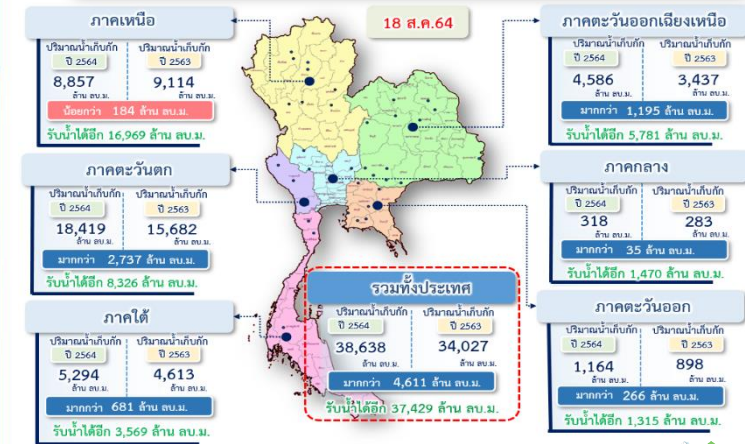 18 ส.ค.64
ภาคเหนือ
ปริมาณน้ำเก็บกัก ปริมาณน้ำเก็บกัก
ปี 2564 ปี 2563
8,857 9,114
ล้าน ลบ.ม. ล้าน ลบ.ม.
น้อยกว่า 184 ล้าน ลบ.ม.
รับน้ำได้อีก 16,969 ล้าน ลบ.ม.
ภาคตะวันออกเฉียงเหนือ
ปริมาณน้ำเก็บกัก ปริมาณน้ำเก็บกัก
ปี 2564 ปี 2563
4,586 3,437
ล้าน ลบ.ม. ล้าน ลบ.ม.
มากกว่า 1,195 ล้าน ลบ.ม.
รับน้ำได้อีก 5,781 ล้าน ลบ.ม.
ภาคตะวันตก
ปริมาณน้ำเก็บกัก ปริมาณน้ำเก็บกัก
ปี 2564 ปี 2563
18,419 15,682
ล้าน ลบ.ม. ล้าน ลบ.ม.
มากกว่า 2,737 ล้าน ลบ.ม.
รับน้ำได้อีก 8,326 ล้าน ลบ.ม.
ภาคกลาง
ปริมาณน้ำเก็บกัก ปริมาณน้ำเก็บกัก
ปี 2564 ปี 2563
318 283
ล้าน ลบ.ม. ล้าน ลบ.ม.
มากกว่า 35 ล้าน ลบ.ม.
รับน้ำได้อีก 1,470 ล้าน ลบ.ม.
ภาคใต้
ปริมาณน้ำเก็บกัก ปริมาณน้ำเก็บกัก
ปี 2564 ปี 2563
5,294 4,613
ล้าน ลบ.ม. ล้าน ลบ.ม.
มากกว่า 681 ล้าน ลบ.ม.
รับน้ำได้อีก 3,569 ล้าน ลบ.ม.
รวมทั้งประเทศ
ปริมาณน้ำเก็บกัก ปริมาณน้ำเก็บกัก
ปี 2564 ปี 2563
38,638 34,027
ล้าน ลบ.ม. ล้าน ลบ.ม.
มากกว่า 4,611 ล้าน ลบ.ม.
รับน้ำได้อีก 37,429 ล้าน ลบ.ม.
ภาคตะวันออก
ปริมาณน้ำเก็บกัก ปริมาณน้ำเก็บกัก
ปี 2564 ปี 2563
1,164 898
ล้าน ลบ.ม. ล้าน ลบ.ม.
มากกว่า 266 ล้าน ลบ.ม.
รับน้ำได้อีก 1,315 ล้าน ลบ.ม.